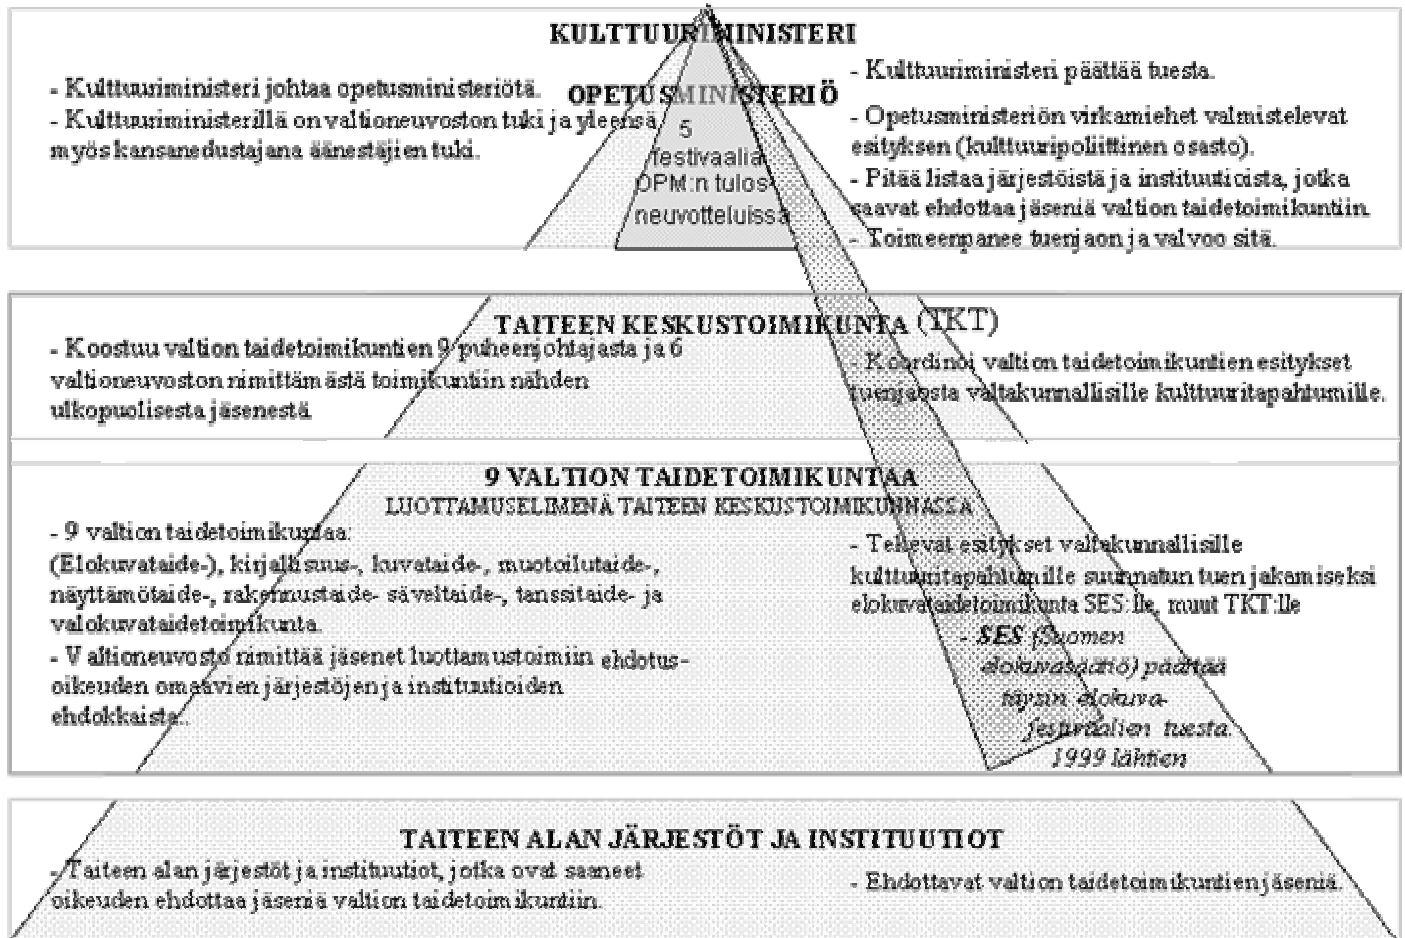 KULTTUURIMINISTERI
- Kulttuuriministeri johtaa opetusministeriötä.
- Kulttuuriministerillä on valtioneuvoston tuki ja yleensä
myös kansanedustajana äänestäjien tuki.
OPETUSMINISTERIÖ
5
festivaalia
OPM:n tulos-
neuvotteluissa
- Kulttuuriministeri päättää tuesta.
- Opetusministeriön virkamiehet valmistelevat
esityksen (kulttuuripoliittinen osasto).
- Pitää listaa järjestöistä ja instituutioista, jotka
saavat ehdottaa jäseniä valtion taidetoimikuntiin.
- Toimeenpanee tuenjaon ja valvoo sitä.
TAITEEN KESKUSTOIMIKUNTA (TKT)
- Koostuu valtion taidetoimikuntien 9 puheenjohtajasta ja 6
valtioneuvoston nimittämästä toimikuntiin nähden
ulkopuolisesta jäsenestä
- Koordinoi valtion taidetoimikuntien esitykset
tuenjaosta valtakunnallisille kulttuuritapahtumille.
9 VALTION TAIDETOIMIKUNTAA
LUOTTAMUSELIMENÄ TAITEEN KESKUSTOIMIKUNNASSA
- 9 valtion taidetoimikuntaa:
(Elokuvataide-), kirjallisuus-, kuvataide-, muotoilutaide-,
näyttämötaide-, rakennustaide- säveltaide-, tanssitaide- ja
valokuvataidetoimikunta.
- Valtioneuvosto nimittää jäsenet luottamustoimiin ehdotus-
oikeuden omaavien järjestöjen ja instituutioiden
ehdokkaista..
- Tekevät esitykset valtakunnallisille
kulttuuritapahtumille suunnatun tuen jakamiseksi
elokuvataidetoimikunta SES:lle, muut TKT:lle
- SES (Suomen
elokuvasäätiö) päättää
täysin elokuva-
festivaalien tuesta.
1999 lähtien
TAITEEN ALAN JÄRJESTÖT JA INSTITUUTIOT
- Taiteen alan järjestöt ja instituutiot, jotka ovat saaneet
oikeuden ehdottaa jäseniä valtion taidetoimikuntiin.
- Ehdottavat valtion taidetoimikuntien jäseniä.